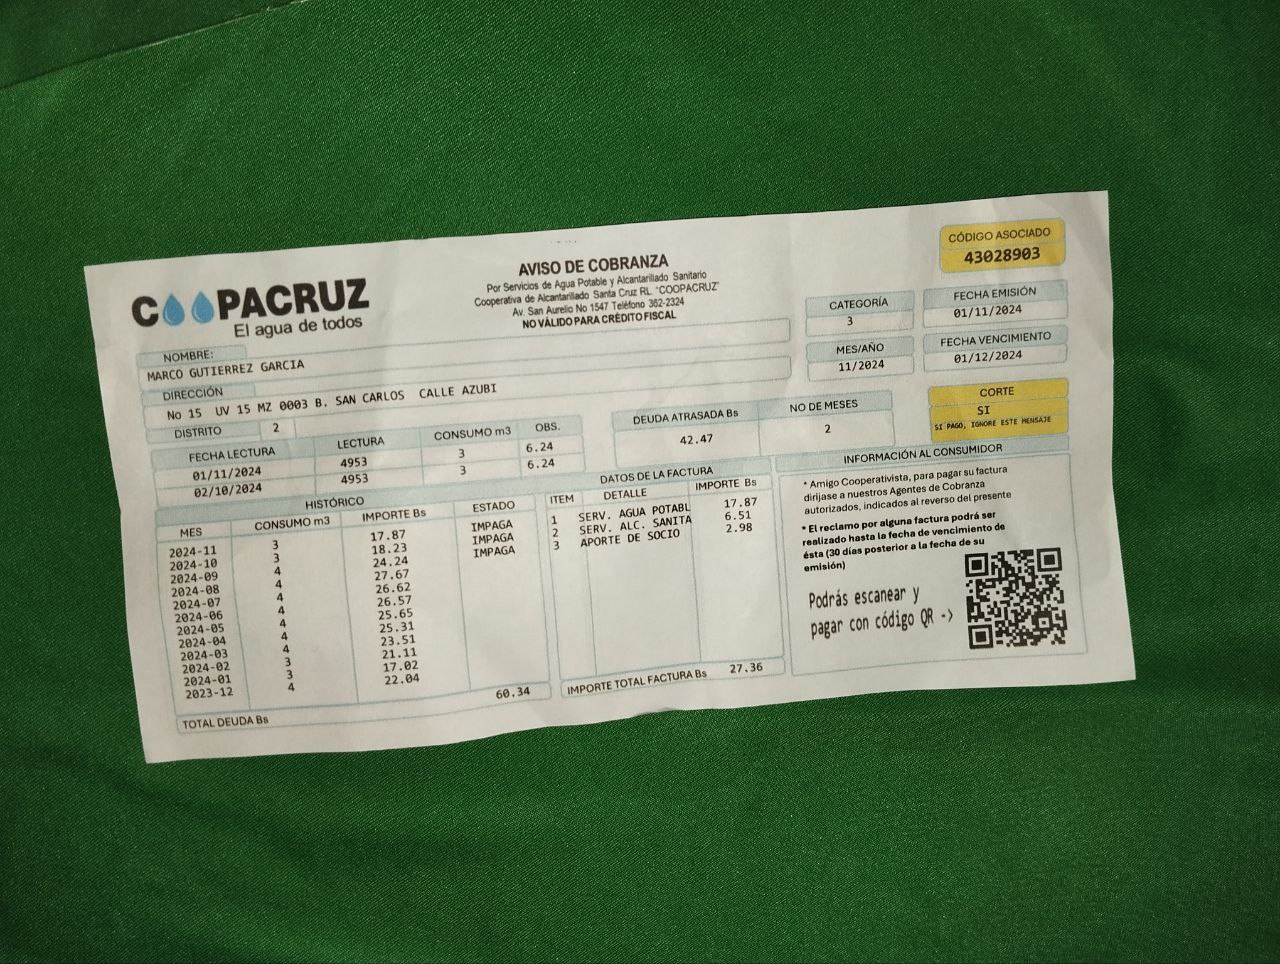 COOPACRUZ
El agua de todos
AVISO DE COBRANZA
Por Servicios de Agua Potable y Alcantarillado Sanitario
Cooperativa de Alcantarillado Santa Cruz RL "COOPACRUZ"
Av. San Aurelio No 1547 Teléfono 362-2324
NO VÁLIDO PARA CRÉDITO FISCAL
CÓDIGO ASOCIADO
43028903
CATEGORÍA
3
FECHA EMISIÓN
01/11/2024
MES/AÑO
11/2024
FECHA VENCIMIENTO
01/12/2024
NOMBRE:
MARCO GUTIERREZ GARCIA
DIRECCIÓN
No 15 UV 15 MZ 0003 B. SAN CARLOS CALLE AZUBI
DISTRITO 2
DEUDA ATRASADA Bs NO DE MESES
42.47 2
CORTE
SI
SI PAGO, IGNORE ESTE MENSAJE
FECHA LECTURA LECTURA CONSUMO m3 OBS.
01/11/2024 4953 3 6.24
02/10/2024 4953 3 6.24
HISTÓRICO
MES CONSUMO m3 IMPORTE Bs ESTADO
2024-11 3 17.87 IMPAGA
2024-10 3 18.23 IMPAGA
2024-09 4 24.24 IMPAGA
2024-08 4 27.67
2024-07 4 26.62
2024-06 4 26.57
2024-05 4 25.65
2024-04 4 25.31
2024-03 4 23.51
2024-02 3 21.11
2024-01 3 17.02
2023-12 4 22.04
TOTAL DEUDA Bs 60.34
DATOS DE LA FACTURA
ITEM DETALLE IMPORTE Bs
1 SERV. AGUA POTABL 17.87
2 SERV. ALC. SANITA 6.51
3 APORTE DE SOCIO 2.98
IMPORTE TOTAL FACTURA Bs 27.36
INFORMACIÓN AL CONSUMIDOR
* Amigo Cooperativista, para pagar su factura
dirijase a nuestros Agentes de Cobranza
autorizados, indicados al reverso del presente
* El reclamo por alguna factura podrá ser
realizado hasta la fecha de vencimiento de
ésta (30 días posterior a la fecha de su
emisión)
Podrás escanear y
pagar con código QR ->